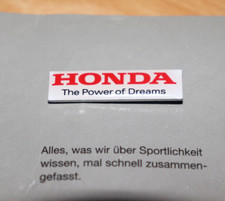 HONDA
The Power of Dreams
Alles, was wir über Sportlichkeit
wissen, mal schnell zusammen-
gefasst.